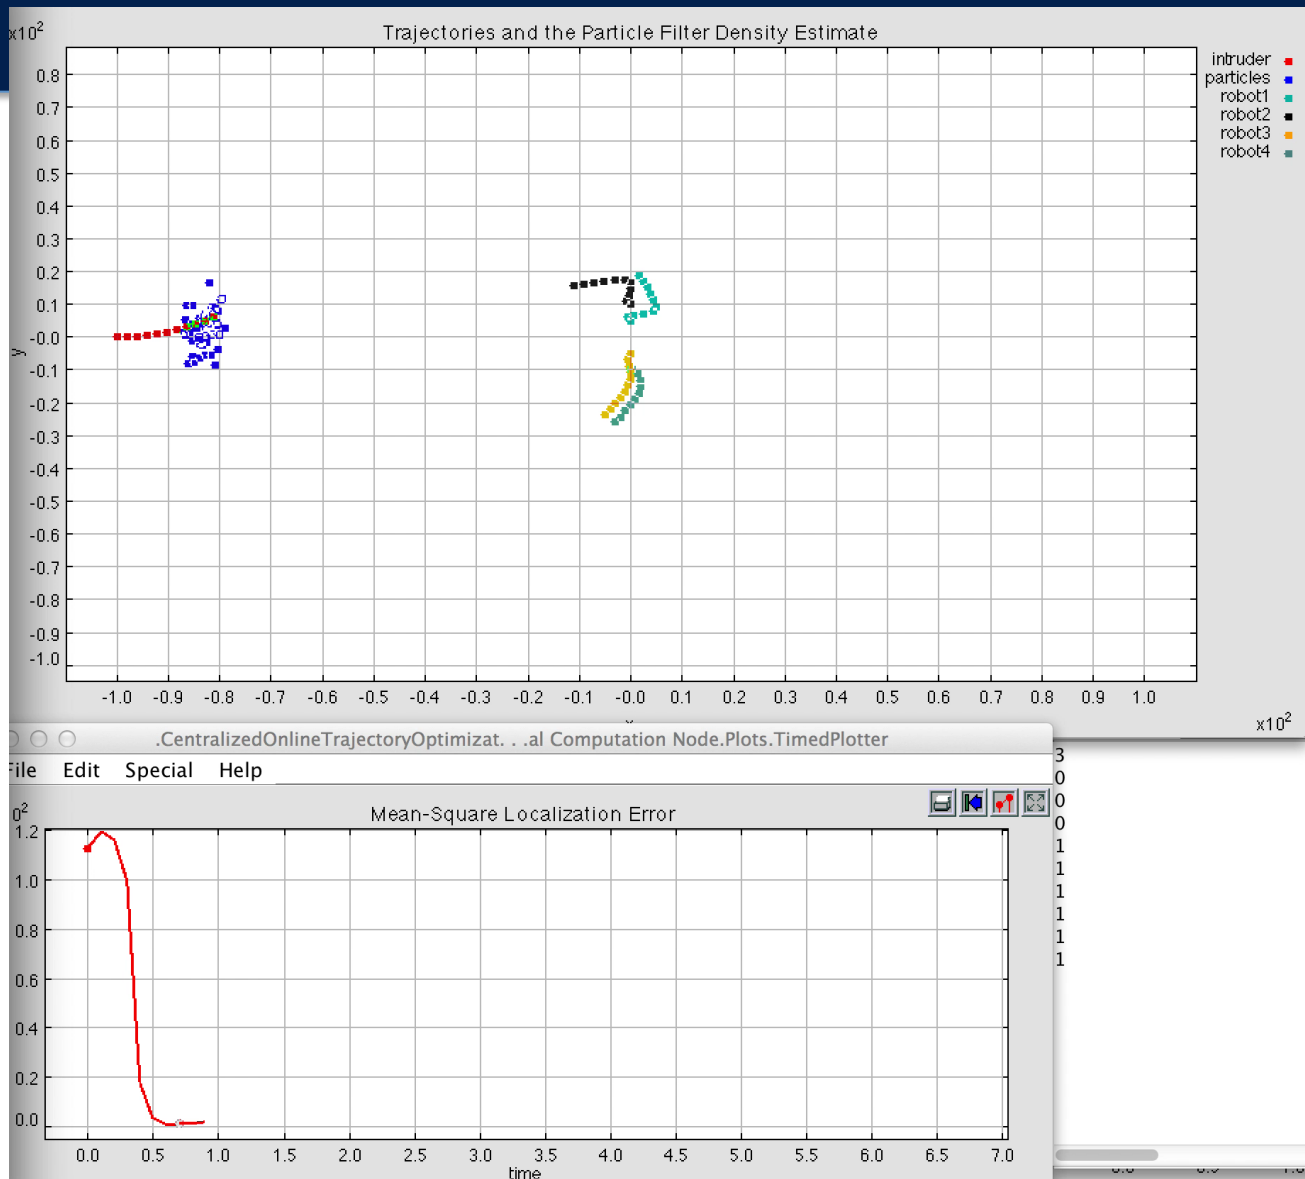 x10²
Trajectories and the Particle Filter Density Estimate
intruder
particles
robot1
robot2
robot3
robot4
0.8
0.7
0.6
0.5
0.4
0.3
0.2
0.1
-0.0
-0.1
-0.2
-0.3
-0.4
-0.5
-0.6
-0.7
-0.8
-0.9
-1.0
y
-1.0 -0.9 -0.8 -0.7 -0.6 -0.5 -0.4 -0.3 -0.2 -0.1 -0.0 0.1 0.2 0.3 0.4 0.5 0.6 0.7 0.8 0.9 1.0
x10²
.CentralizedOnlineTrajectoryOptimizat. . .al Computation Node.Plots.TimedPlotter
File Edit Special Help
0²
Mean-Square Localization Error
1.2
1.0
0.8
0.6
0.4
0.2
0.0
0.0 0.5 1.0 1.5 2.0 2.5 3.0 3.5 4.0 4.5 5.0 5.5 6.0 6.5 7.0
time
3
0
0
0
1
1
1
1
1
1